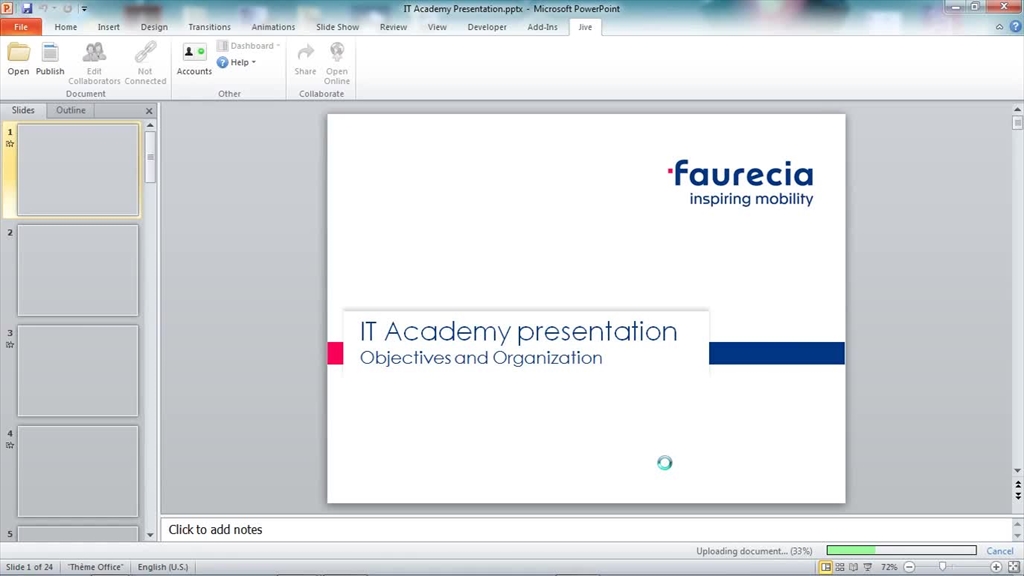 IT Academy Presentation.pptx - Microsoft PowerPoint
File Home Insert Design Transitions Animations Slide Show Review View Developer Add-Ins Jive
Open Publish Edit Collaborators Not Connected Accounts Dashboard Help Share Open Online
Document Other Collaborate
Slides Outline
1
2
3
4
5
faurecia
inspiring mobility
IT Academy presentation
Objectives and Organization
Click to add notes
Uploading document... (33%) Cancel
Slide 1 of 24 "Thème Office" English (U.S.) 72%